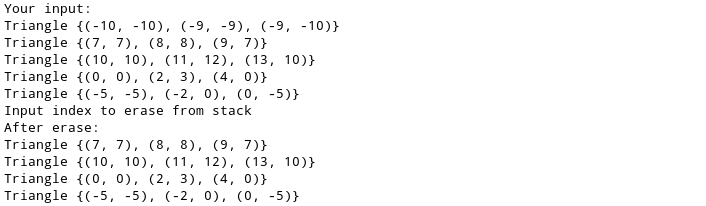 Your input:
Triangle {(-10, -10), (-9, -9), (-9, -10)}
Triangle {(7, 7), (8, 8), (9, 7)}
Triangle {(10, 10), (11, 12), (13, 10)}
Triangle {(0, 0), (2, 3), (4, 0)}
Triangle {(-5, -5), (-2, 0), (0, -5)}
Input index to erase from stack
After erase:
Triangle {(7, 7), (8, 8), (9, 7)}
Triangle {(10, 10), (11, 12), (13, 10)}
Triangle {(0, 0), (2, 3), (4, 0)}
Triangle {(-5, -5), (-2, 0), (0, -5)}